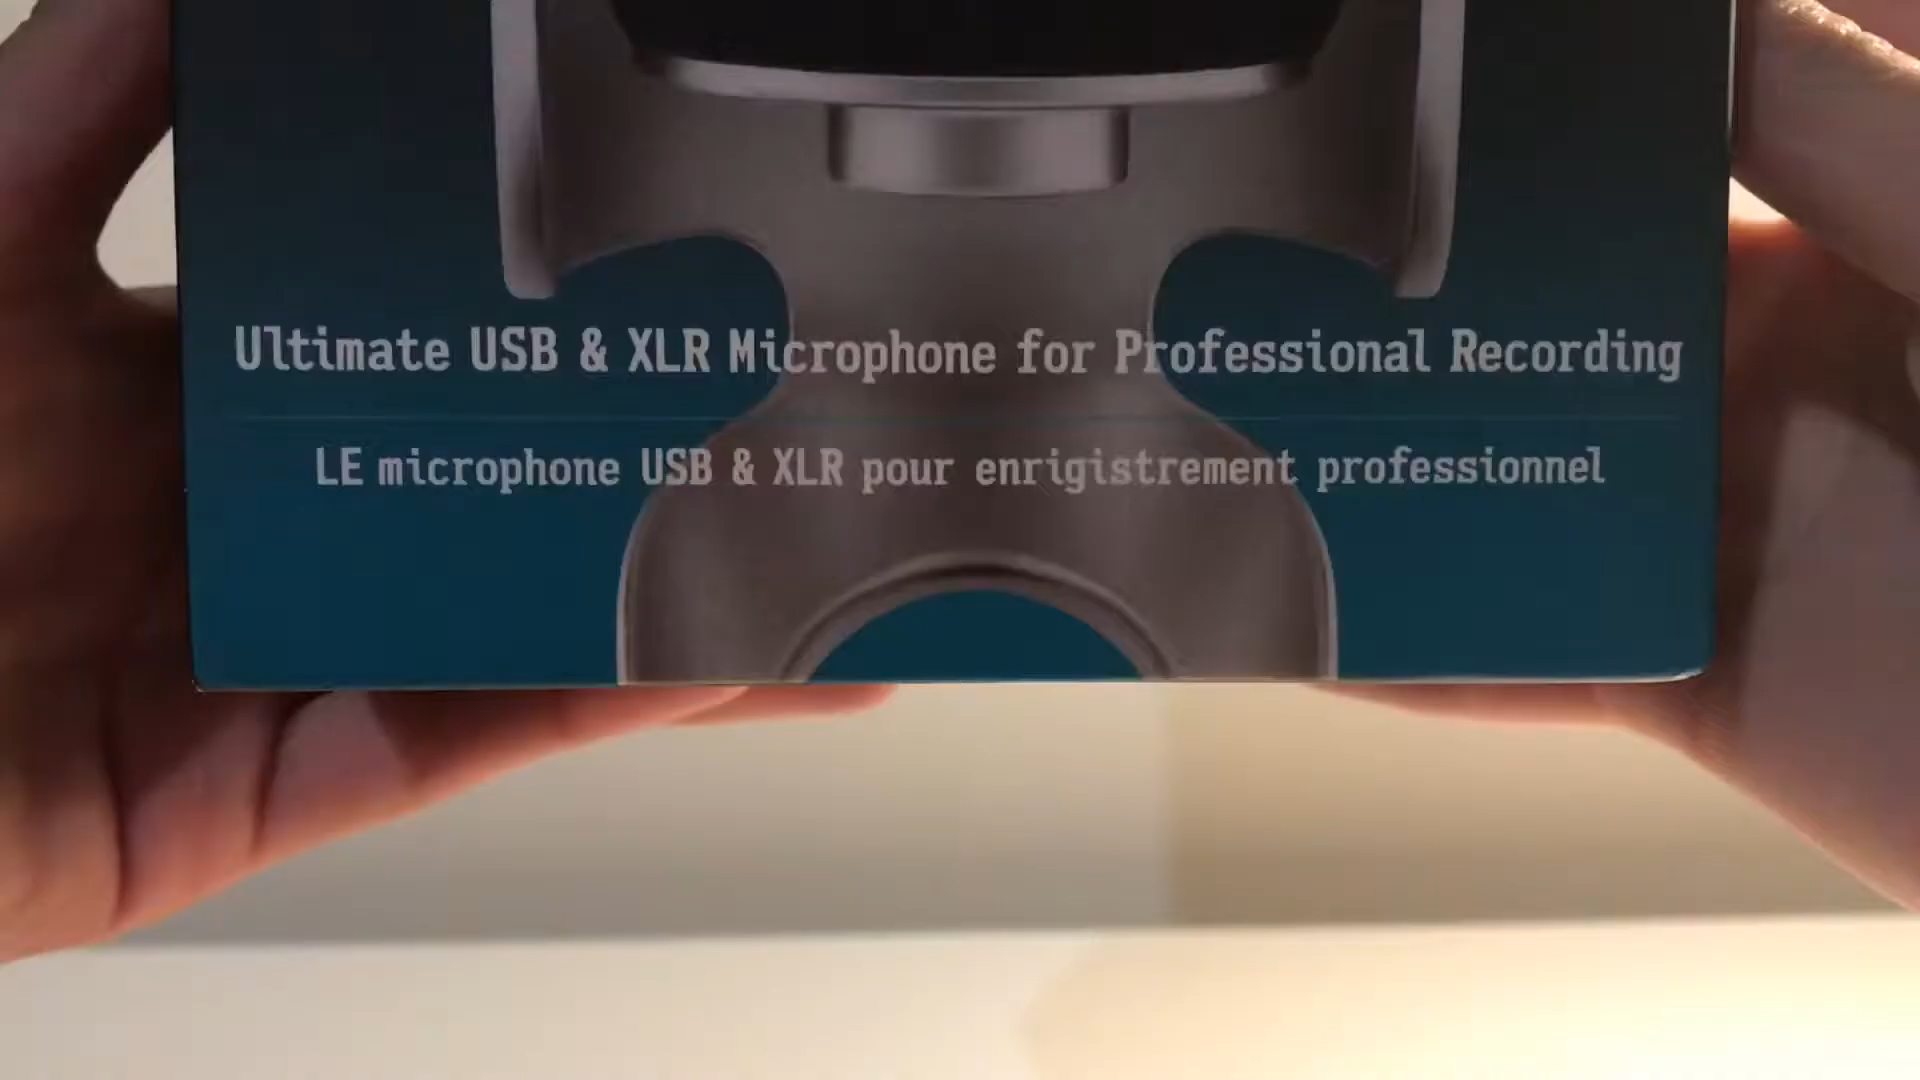 Ultimate USB & XLR Microphone for Professional Recording
LE microphone USB & XLR pour enrigistrement professionnel